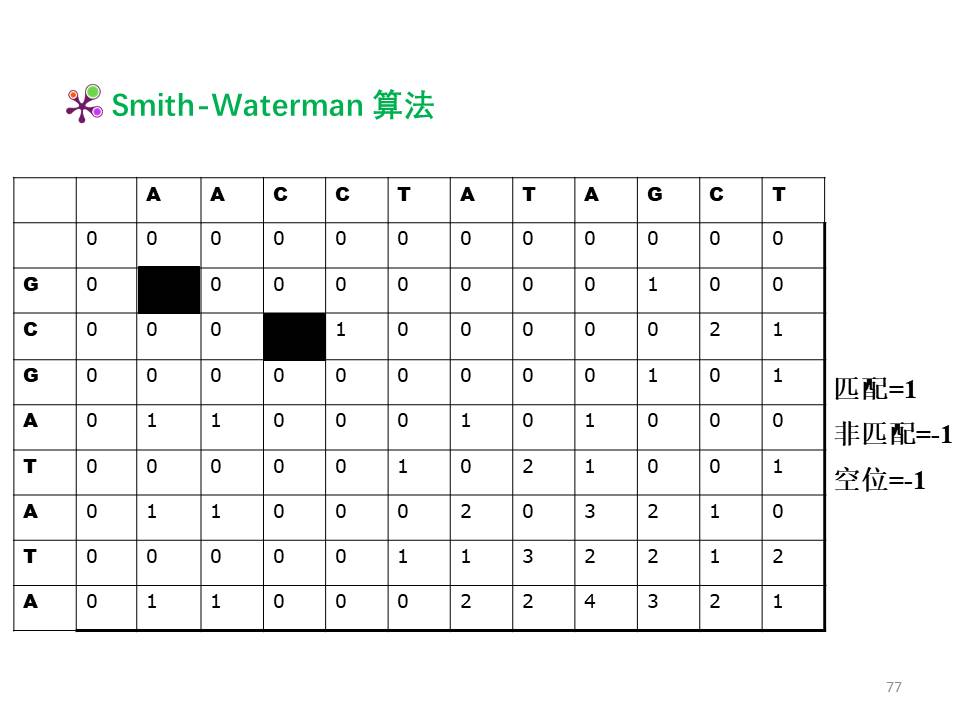 Smith-Waterman 算法
A A C C T A T A G C T
0 0 0 0 0 0 0 0 0 0 0 0
G 0 0 0 0 0 0 0 0 1 0 0
C 0 0 0 1 0 0 0 0 0 2 1
G 0 0 0 0 0 0 0 0 0 1 0 1
A 0 1 1 0 0 0 1 0 1 0 0 0
T 0 0 0 0 0 1 0 2 1 0 0 1
A 0 1 1 0 0 0 2 0 3 2 1 0
T 0 0 0 0 0 1 1 3 2 2 1 2
A 0 1 1 0 0 0 2 2 4 3 2 1
匹配=1
非匹配=-1
空位=-1
77